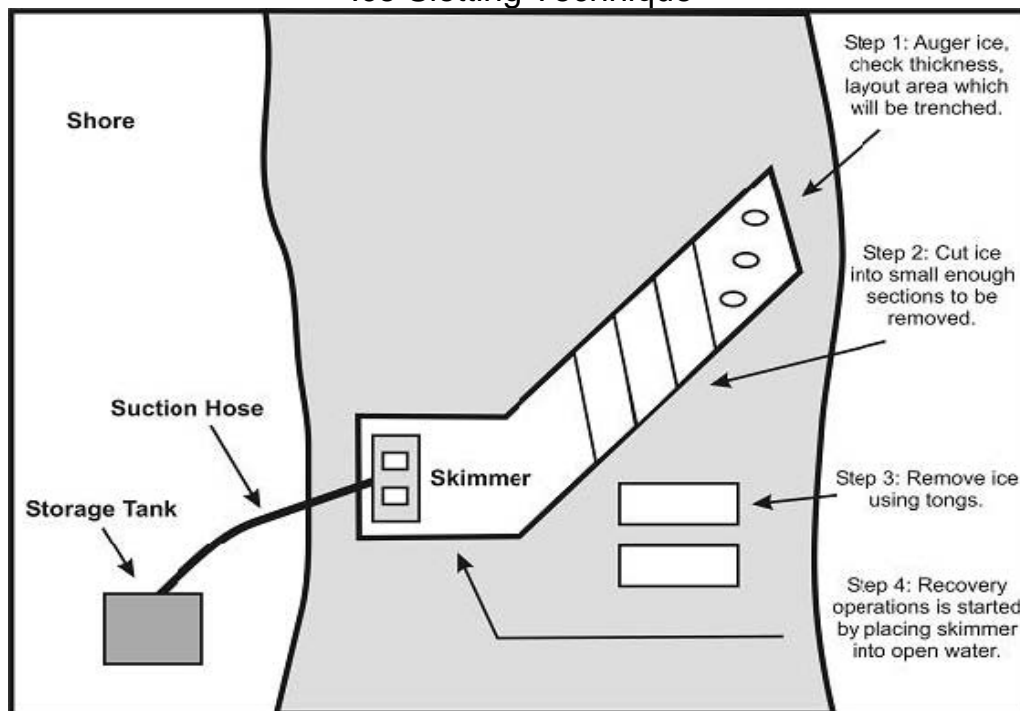 Shore
Step 1: Auger ice,
check thickness,
layout area which
will be trenched.
Step 2: Cut ice
into small enough
sections to be
removed.
Suction Hose
Skimmer
Storage Tank
Step 3: Remove ice
using tongs.
Step 4: Recovery
operations is started
by placing skimmer
into open water.